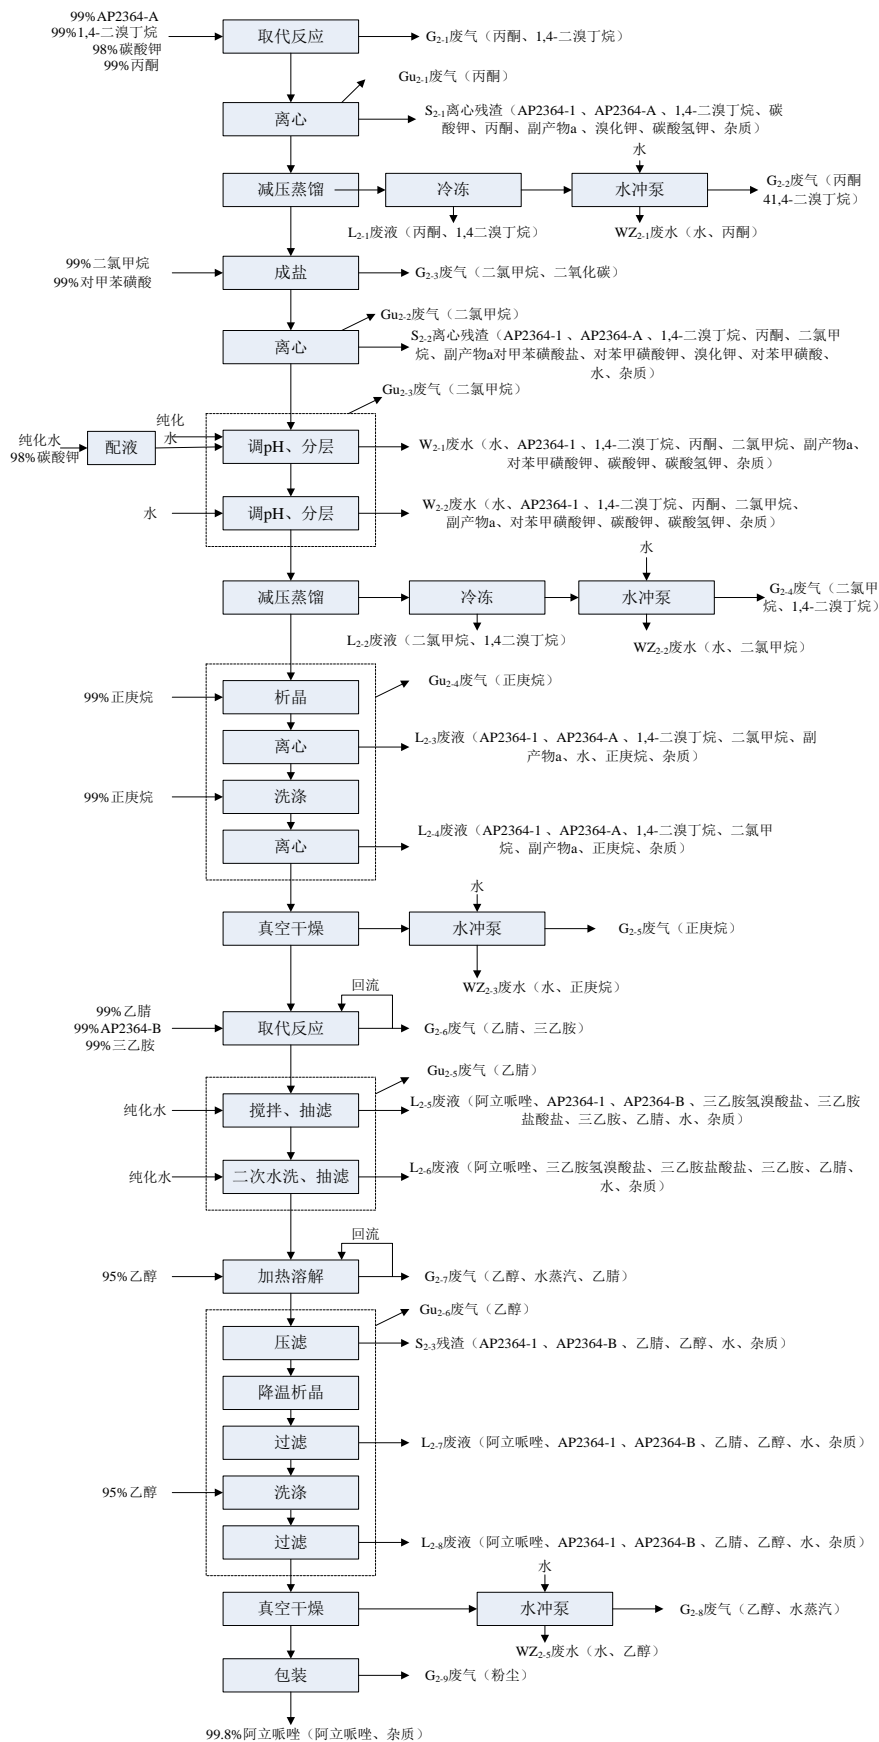 99%AP2364-A
99%1,4-二溴丁烷
98%碳酸钾
99%丙酮
取代反应
G2-1废气（丙酮、1,4-二溴丁烷）
Gu2-1废气（丙酮）
离心
S2-1离心残渣（AP2364-1 、AP2364-A 、1,4-二溴丁烷、碳
酸钾、丙酮、副产物a 、溴化钾、碳酸氢钾、杂质）
水
减压蒸馏
冷冻
水冲泵
G2-2废气（丙酮
41,4-二溴丁烷）
L2-1废液（丙酮、1,4二溴丁烷）
WZ2-1废水（水、丙酮）
99%二氯甲烷
99%对甲苯磺酸
成盐
G2-3废气（二氯甲烷、二氧化碳）
Gu2-2废气（二氯甲烷）
离心
S2-2离心残渣（AP2364-1 、AP2364-A 、1,4-二溴丁烷、丙酮、二氯甲
烷、副产物a对甲苯磺酸盐、对苯甲磺酸钾、溴化钾、对苯甲磺酸、
水、杂质）
Gu2-3废气（二氯甲烷）
纯化水
98%碳酸钾
配液
纯化
水
调pH、分层
W2-1废水（水、AP2364-1 、1,4-二溴丁烷、丙酮、二氯甲烷、副产物a、
对苯甲磺酸钾、碳酸钾、碳酸氢钾、杂质）
水
调pH、分层
W2-2废水（水、AP2364-1 、1,4-二溴丁烷、丙酮、二氯甲烷、
副产物a、对苯甲磺酸钾、碳酸钾、碳酸氢钾、杂质）
水
减压蒸馏
冷冻
水冲泵
G2-4废气（二氯甲
烷、1,4-二溴丁烷）
L2-2废液（二氯甲烷、1,4二溴丁烷）
WZ2-2废水（水、二氯甲烷）
Gu2-4废气（正庚烷）
99%正庚烷
析晶
离心
L2-3废液（AP2364-1 、AP2364-A 、1,4-二溴丁烷、二氯甲烷、副
产物a、水、正庚烷、杂质）
99%正庚烷
洗涤
离心
L2-4废液（AP2364-1 、AP2364-A、1,4-二溴丁烷、二氯甲
烷、副产物a、正庚烷、杂质）
水
真空干燥
水冲泵
G2-5废气（正庚烷）
WZ2-3废水（水、正庚烷）
回流
99%乙腈
99%AP2364-B
99%三乙胺
取代反应
G2-6废气（乙腈、三乙胺）
Gu2-5废气（乙腈）
纯化水
搅拌、抽滤
L2-5废液（阿立哌唑、AP2364-1 、AP2364-B 、三乙胺氢溴酸盐、三乙胺
盐酸盐、三乙胺、乙腈、水、杂质）
纯化水
二次水洗、抽滤
L2-6废液（阿立哌唑、三乙胺氢溴酸盐、三乙胺盐酸盐、三乙胺、乙腈、
水、杂质）
回流
95%乙醇
加热溶解
G2-7废气（乙醇、水蒸汽、乙腈）
Gu2-6废气（乙醇）
压滤
S2-3残渣（AP2364-1 、AP2364-B 、乙腈、乙醇、水、杂质）
降温析晶
过滤
L2-7废液（阿立哌唑、AP2364-1 、AP2364-B 、乙腈、乙醇、水、杂质）
95%乙醇
洗涤
过滤
L2-8废液（阿立哌唑、AP2364-1 、AP2364-B 、乙腈、乙醇、水、杂质）
水
真空干燥
水冲泵
G2-8废气（乙醇、水蒸汽）
WZ2-5废水（水、乙醇）
包装
G2-9废气（粉尘）
99.8%阿立哌唑（阿立哌唑、杂质）